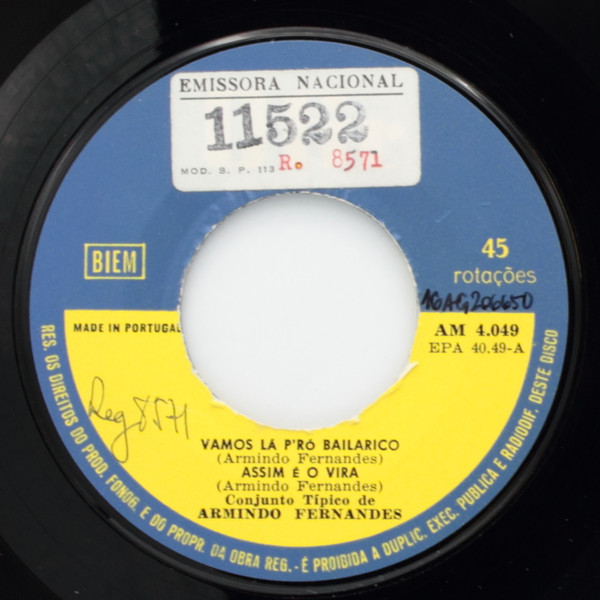 EMISSORA NACIONAL
11522
MOD. S. P. 113 R. 8571
BIEM
45
rotações
16AG206650
MADE IN PORTUGAL
AM 4.049
EPA 40.49-A
Reg 8571
VAMOS LÁ P'RÓ BAILARICO
(Armindo Fernandes)
ASSIM É O VIRA
(Armindo Fernandes)
Conjunto Típico de
ARMINDO FERNANDES
RES. OS DIREITOS DO PROD. FONOG. E DO PROPR. DA OBRA REG. - É PROIBIDA A DUPLIC. EXEC. PUBLICA E RADIODIF. DESTE DISCO